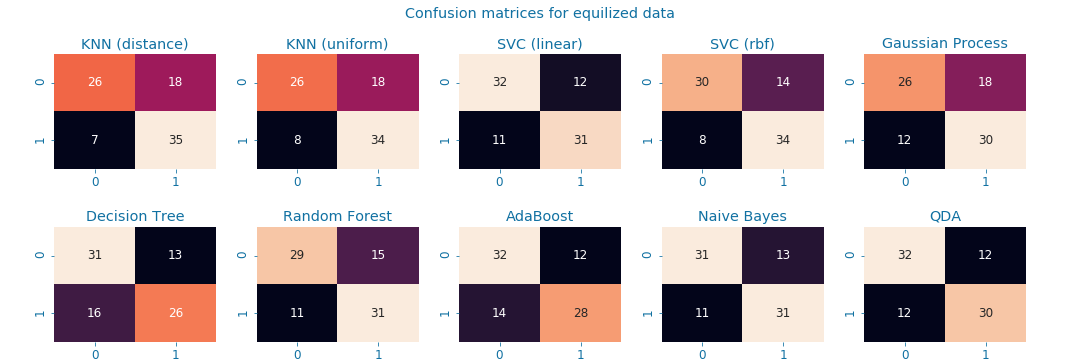 Confusion matrices for equilized data
KNN (distance) KNN (uniform) SVC (linear) SVC (rbf) Gaussian Process
0 26 18 0 26 18 0 32 12 0 30 14 0 26 18
1 7 35 1 8 34 1 11 31 1 8 34 1 12 30
0 1 0 1 0 1 0 1 0 1
Decision Tree Random Forest AdaBoost Naive Bayes QDA
0 31 13 0 29 15 0 32 12 0 31 13 0 32 12
1 16 26 1 11 31 1 14 28 1 11 31 1 12 30
0 1 0 1 0 1 0 1 0 1